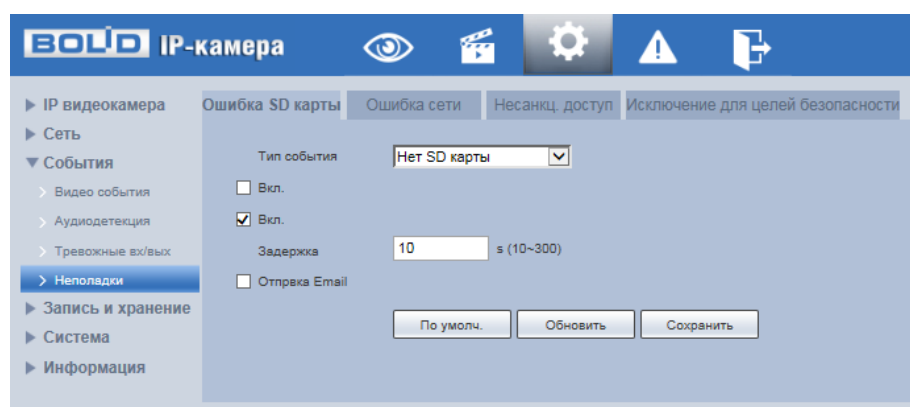 BOLID IP-камера
IP видеокамера
Сеть
События
Видео события
Аудиодетекция
Тревожные вх/вых
Неполадки
Запись и хранение
Система
Информация
Ошибка SD карты Ошибка сети Несанкц. доступ Исключение для целей безопасности
Тип события Нет SD карты
Вкл.
Вкл.
Задержка 10 s (10~300)
Отпрвка Email
По умолч. Обновить Сохранить